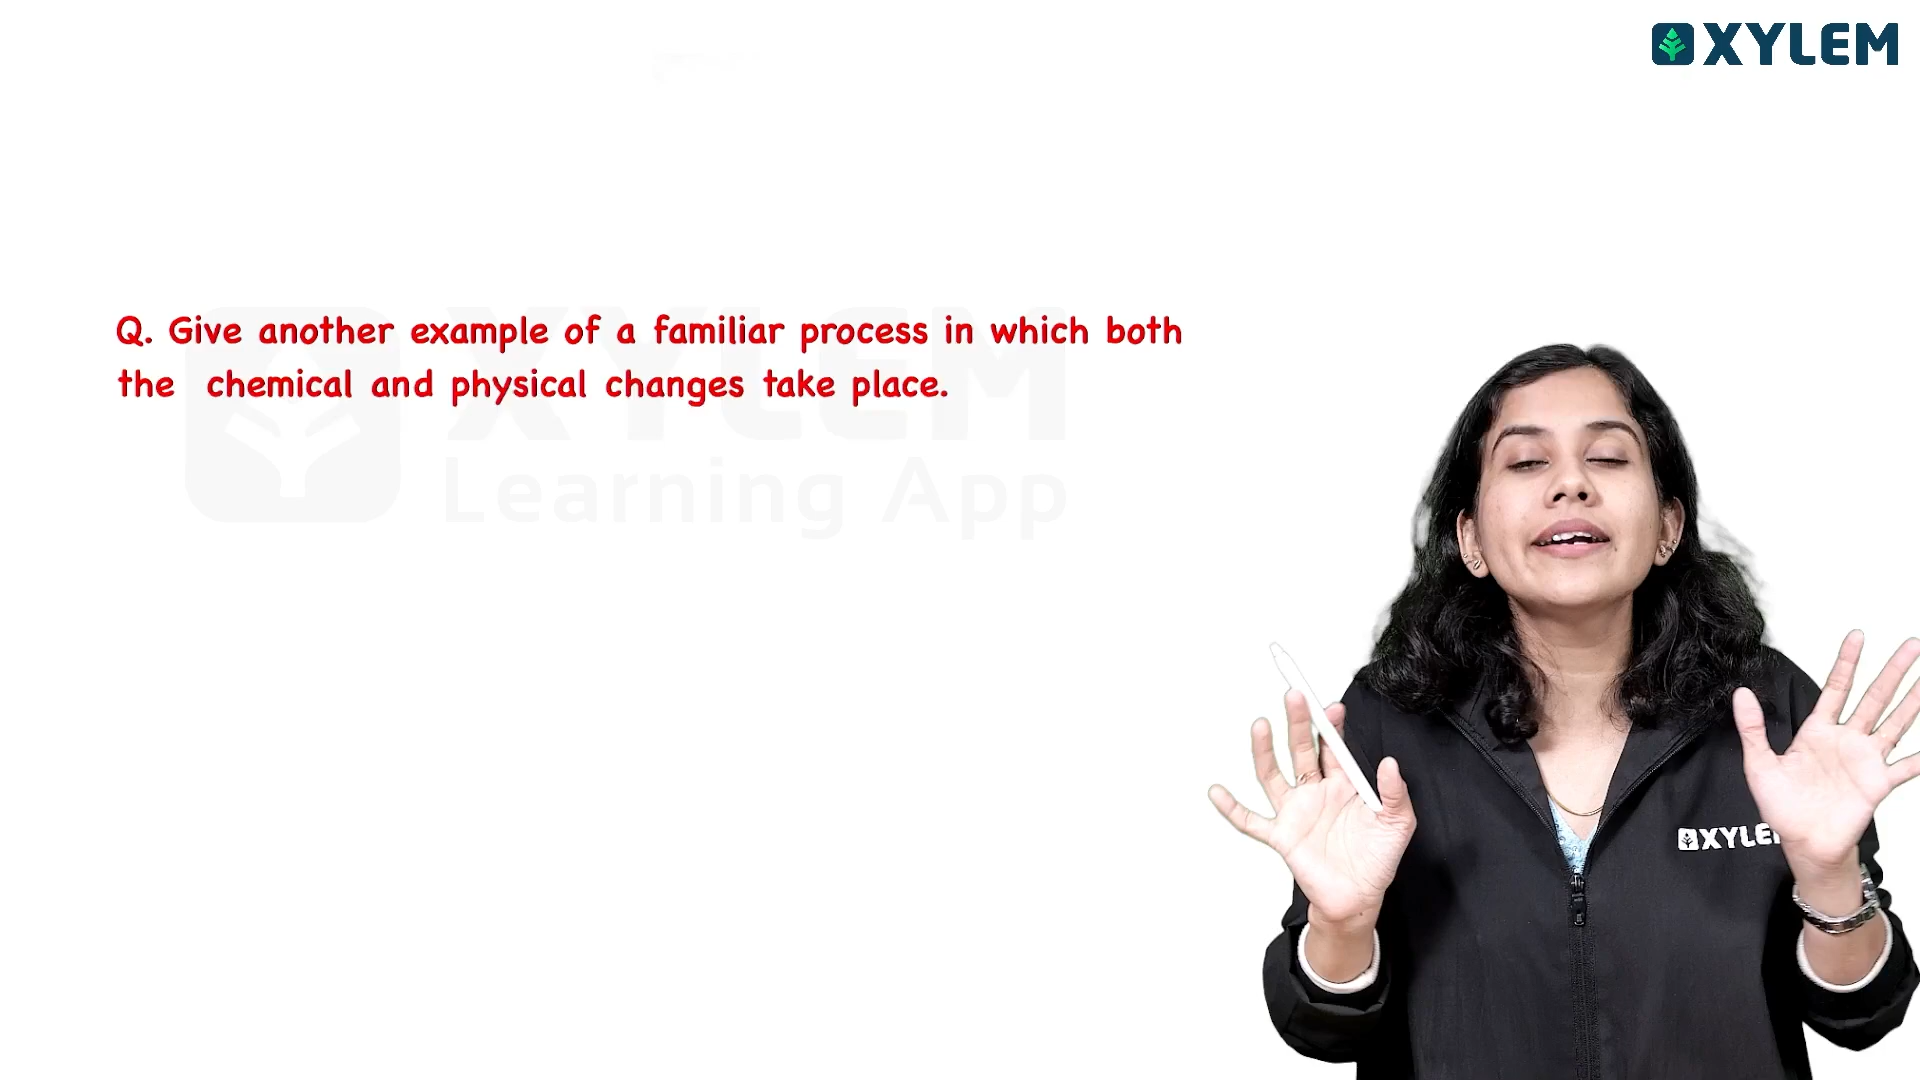 XYLEM
Q. Give another example of a familiar process in which both
the chemical and physical changes take place.
XYLEM
Learning App
XYLEM